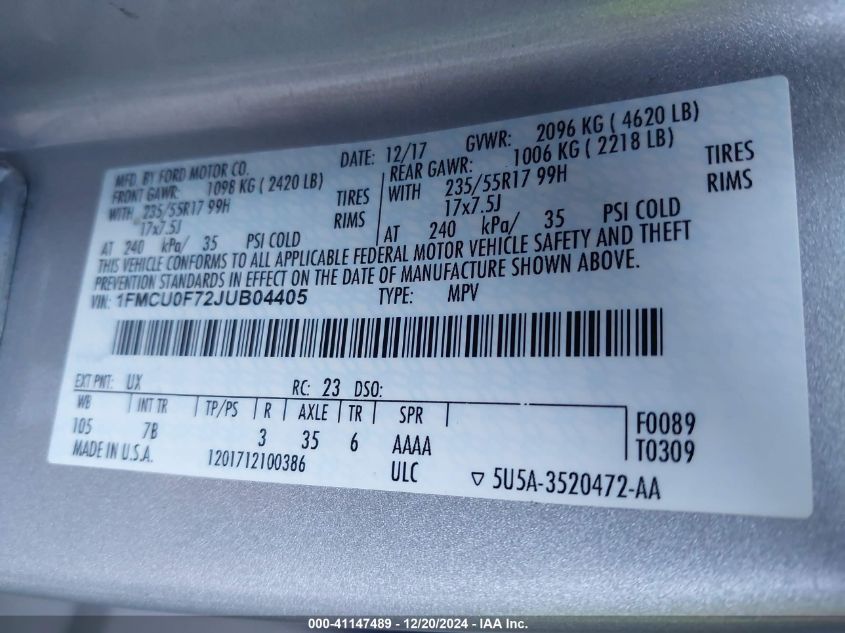 MFD. BY FORD MOTOR CO. DATE: 12/17 GVWR: 2096 KG ( 4620 LB)
FRONT GAWR: 1098 KG ( 2420 LB) REAR GAWR: 1006 KG ( 2218 LB)
WITH 235/55R17 99H TIRES WITH 235/55R17 99H TIRES
17x7.5J RIMS 17x7.5J RIMS
AT 240 kPa/ 35 PSI COLD AT 240 kPa/ 35 PSI COLD
THIS VEHICLE CONFORMS TO ALL APPLICABLE FEDERAL MOTOR VEHICLE SAFETY AND THEFT
PREVENTION STANDARDS IN EFFECT ON THE DATE OF MANUFACTURE SHOWN ABOVE.
VIN: 1FMCU0F72JUB04405 TYPE: MPV
EXT PNT: UX RC: 23 DSO:
WB INT TR TP/PS R AXLE TR SPR
105 7B 3 35 6 AAAA F0089
MADE IN U.S.A. 1201712100386 ULC T0309
▽ 5U5A-3520472-AA
000-41147489 - 12/20/2024 - IAA Inc.